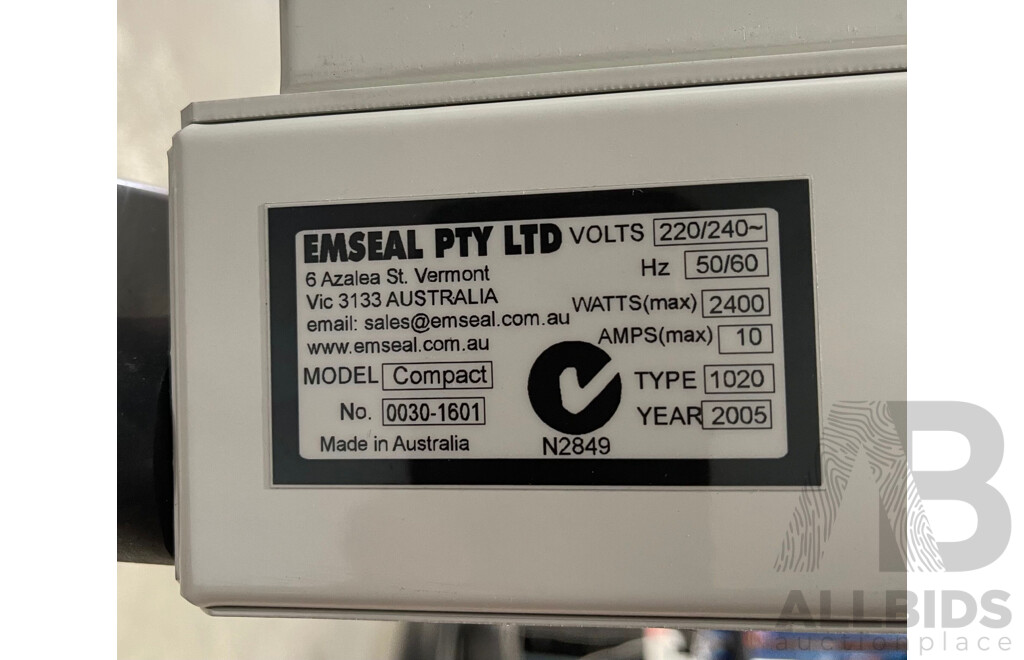 EMSEAL PTY LTD
6 Azalea St. Vermont
Vic 3133 AUSTRALIA
email: sales@emseal.com.au
www.emseal.com.au
MODEL Compact
No. 0030-1601
Made in Australia
VOLTS 220/240~
Hz 50/60
WATTS(max) 2400
AMPS(max) 10
TYPE 1020
YEAR 2005
N2849
AB
ALLBIDS
auctionplace